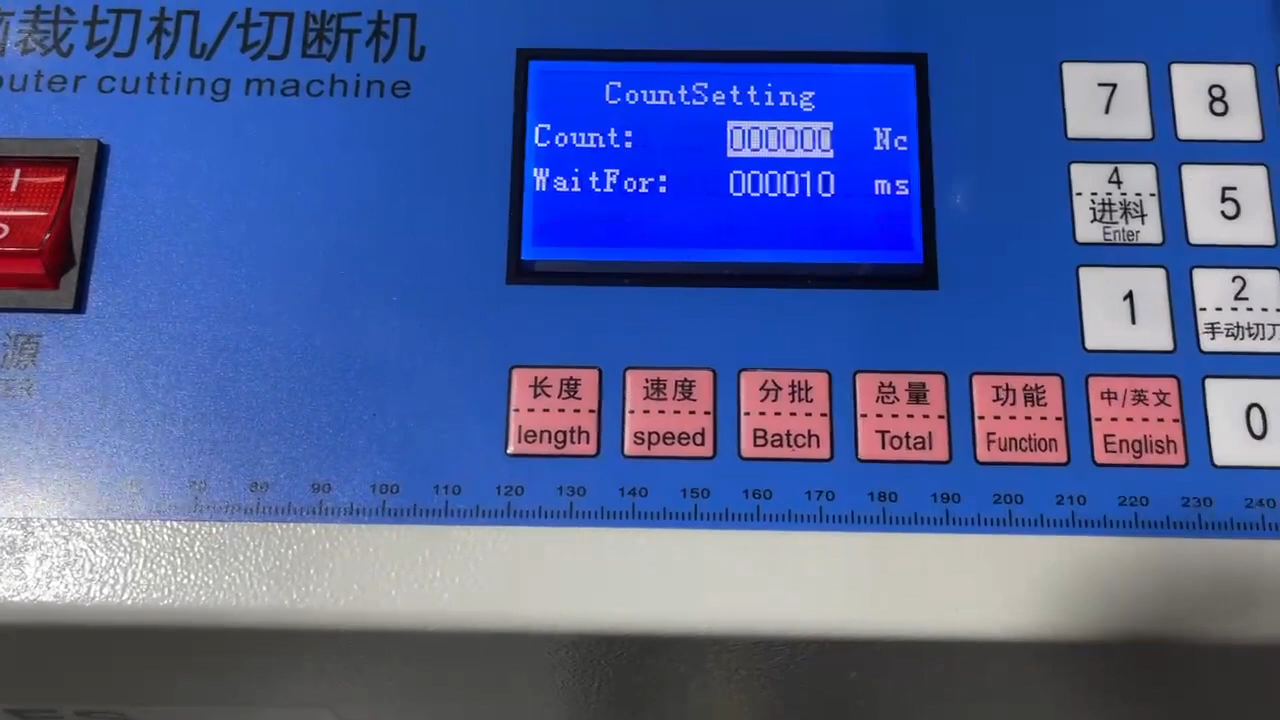 裁切机/切断机
outer cutting machine
CountSetting
Count: 000000 Nc
WaitFor: 000010 ms
7 8
4 5
进料
Enter
1 2
手动切刀
0
长度 速度 分批 总量 功能 中/英文
length speed Batch Total Function English
源
70 80 90 100 110 120 130 140 150 160 170 180 190 200 210 220 230 240